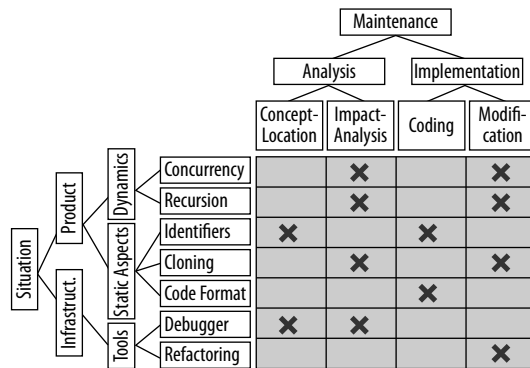 Maintenance
Analysis
Implementation
Concept-
Location
Impact-
Analysis
Coding
Modifi-
cation
Situation
Product
Infrastruct.
Dynamics
Static Aspects
Tools
Concurrency
Recursion
Identifiers
Cloning
Code Format
Debugger
Refactoring